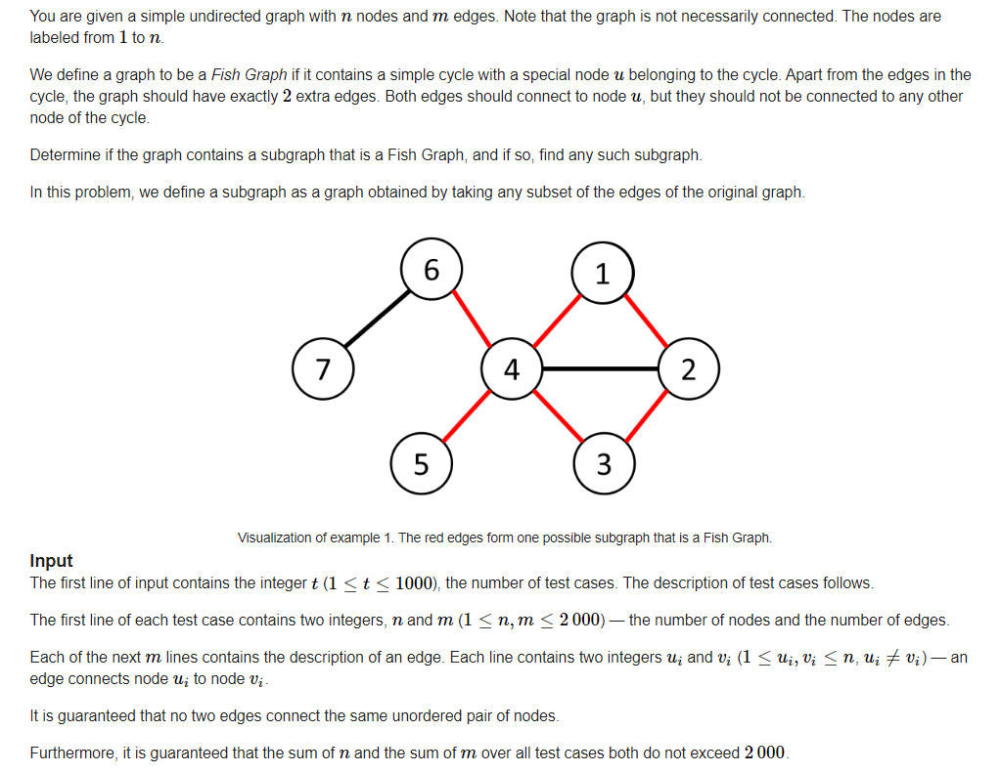 You are given a simple undirected graph with n nodes and m edges. Note that the graph is not necessarily connected. The nodes are
labeled from 1 to n.
We define a graph to be a Fish Graph if it contains a simple cycle with a special node u belonging to the cycle. Apart from the edges in the
cycle, the graph should have exactly 2 extra edges. Both edges should connect to node u, but they should not be connected to any other
node of the cycle.
Determine if the graph contains a subgraph that is a Fish Graph, and if so, find any such subgraph.
In this problem, we define a subgraph as a graph obtained by taking any subset of the edges of the original graph.
6
1
7
4
2
5
3
Visualization of example 1. The red edges form one possible subgraph that is a Fish Graph.
Input
The first line of input contains the integer t (1 ≤ t ≤ 1000), the number of test cases. The description of test cases follows.
The first line of each test case contains two integers, n and m (1 ≤ n, m ≤ 2 000) — the number of nodes and the number of edges.
Each of the next m lines contains the description of an edge. Each line contains two integers u_i and v_i (1 ≤ u_i, v_i ≤ n, u_i ≠ v_i) — an
edge connects node u_i to node v_i.
It is guaranteed that no two edges connect the same unordered pair of nodes.
Furthermore, it is guaranteed that the sum of n and the sum of m over all test cases both do not exceed 2 000.